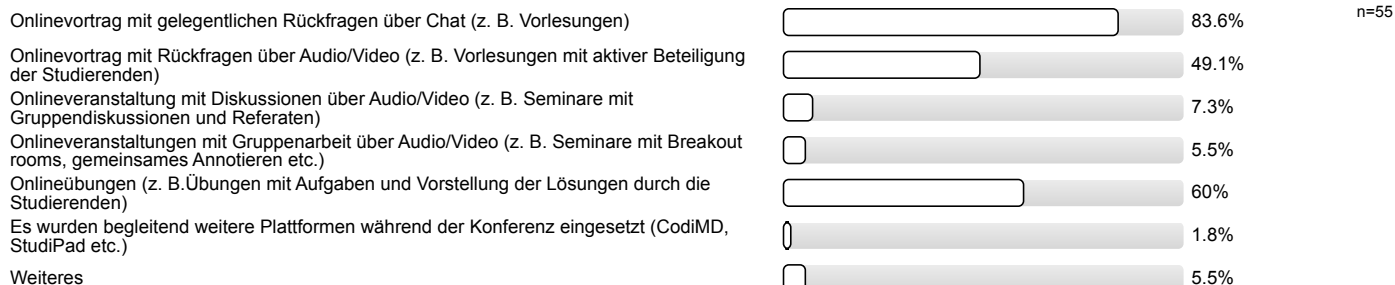 Onlinevortrag mit gelegentlichen Rückfragen über Chat (z. B. Vorlesungen) 83.6% n=55
Onlinevortrag mit Rückfragen über Audio/Video (z. B. Vorlesungen mit aktiver Beteiligung
der Studierenden) 49.1%
Onlineveranstaltung mit Diskussionen über Audio/Video (z. B. Seminare mit
Gruppendiskussionen und Referaten) 7.3%
Onlineveranstaltungen mit Gruppenarbeit über Audio/Video (z. B. Seminare mit Breakout
rooms, gemeinsames Annotieren etc.) 5.5%
Onlineübungen (z. B.Übungen mit Aufgaben und Vorstellung der Lösungen durch die
Studierenden) 60%
Es wurden begleitend weitere Plattformen während der Konferenz eingesetzt (CodiMD,
StudiPad etc.) 1.8%
Weiteres 5.5%